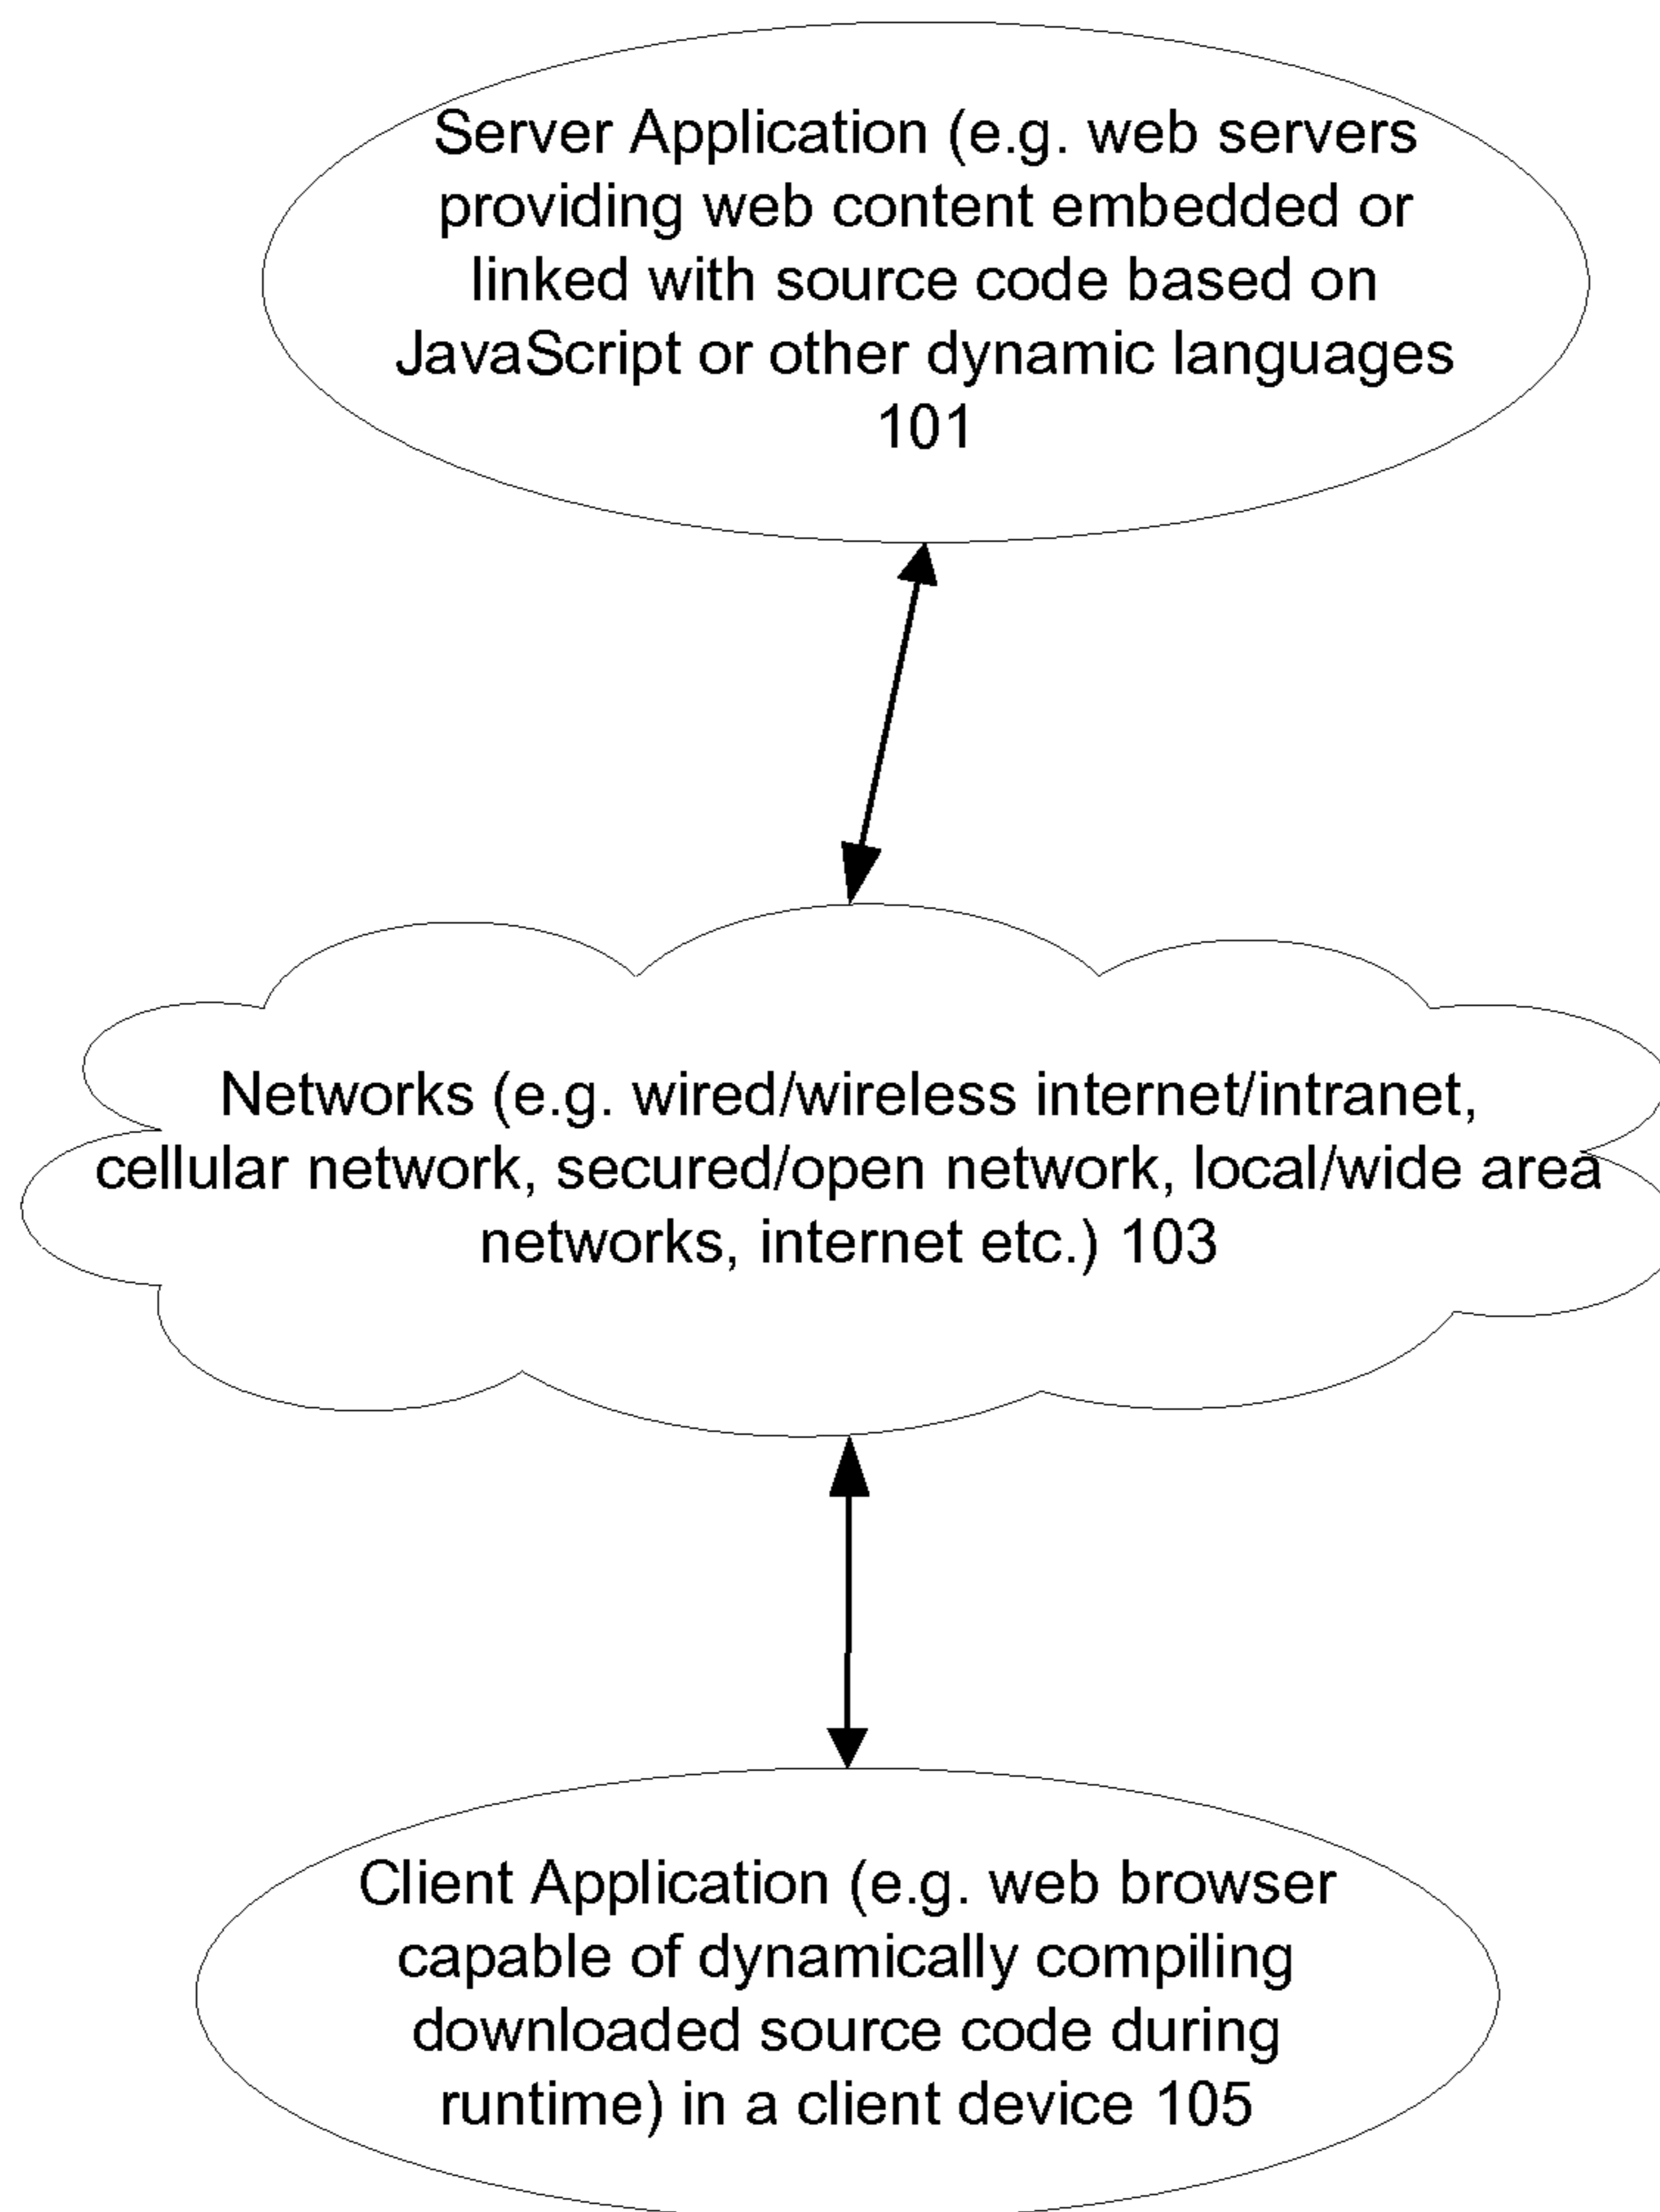 Server Application (e.g. web servers
providing web content embedded or
linked with source code based on
JavaScript or other dynamic languages
101
Networks (e.g. wired/wireless internet/intranet,
cellular network, secured/open network, local/wide area
networks, internet etc.) 103
Client Application (e.g. web browser
capable of dynamically compiling
downloaded source code during
runtime) in a client device 105